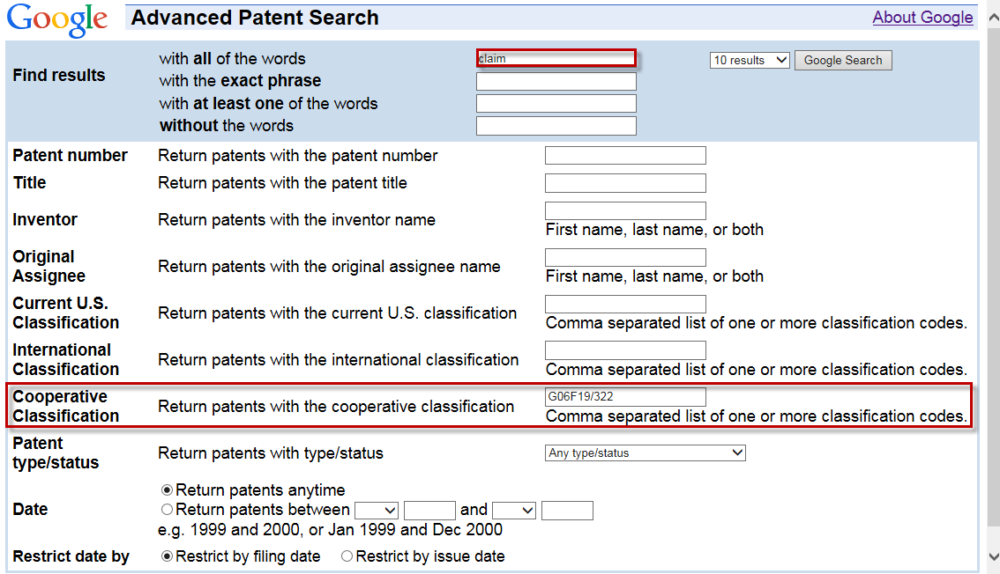 Google Advanced Patent Search About Google
Find results
with all of the words claim 10 results Google Search
with the exact phrase
with at least one of the words
without the words
Patent number Return patents with the patent number
Title Return patents with the patent title
Inventor Return patents with the inventor name
First name, last name, or both
Original
Assignee
Return patents with the original assignee name
First name, last name, or both
Current U.S.
Classification
Return patents with the current U.S. classification
Comma separated list of one or more classification codes.
International
Classification
Return patents with the international classification
Comma separated list of one or more classification codes.
Cooperative
Classification
Return patents with the cooperative classification
G06F19/322
Comma separated list of one or more classification codes.
Patent
type/status
Return patents with type/status Any type/status
Date
Return patents anytime
Return patents between and
e.g. 1999 and 2000, or Jan 1999 and Dec 2000
Restrict date by Restrict by filing date Restrict by issue date